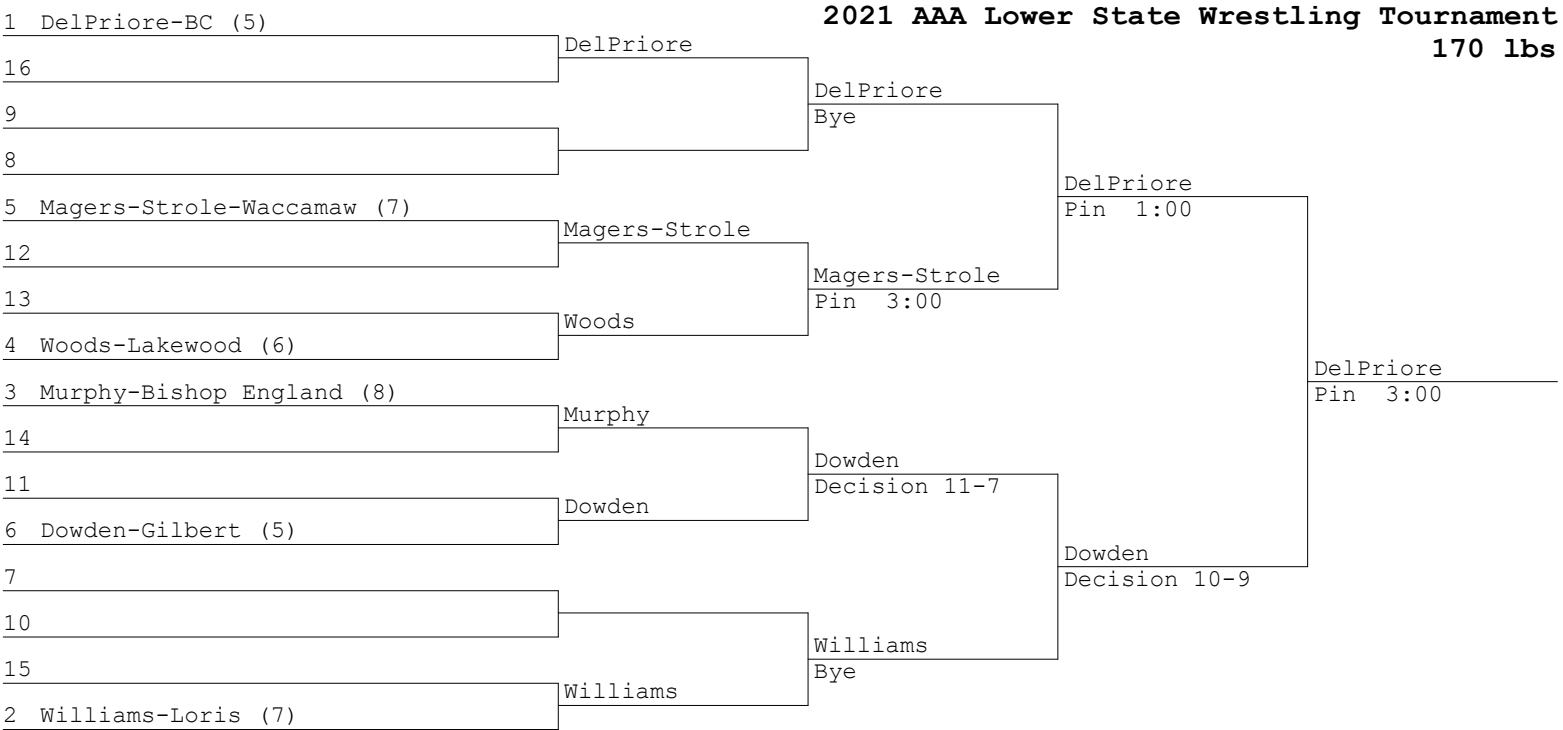 2021 AAA Lower State Wrestling Tournament
170 lbs
1 DelPriore-BC (5)
16
9
8
5 Magers-Strole-Waccamaw (7)
12
13
4 Woods-Lakewood (6)
3 Murphy-Bishop England (8)
14
11
6 Dowden-Gilbert (5)
7
10
15
2 Williams-Loris (7)
DelPriore
Magers-Strole
Woods
Murphy
Dowden
Williams
DelPriore
Bye
Magers-Strole
Pin 3:00
Dowden
Decision 11-7
Williams
Bye
DelPriore
Pin 1:00
Dowden
Decision 10-9
DelPriore
Pin 3:00